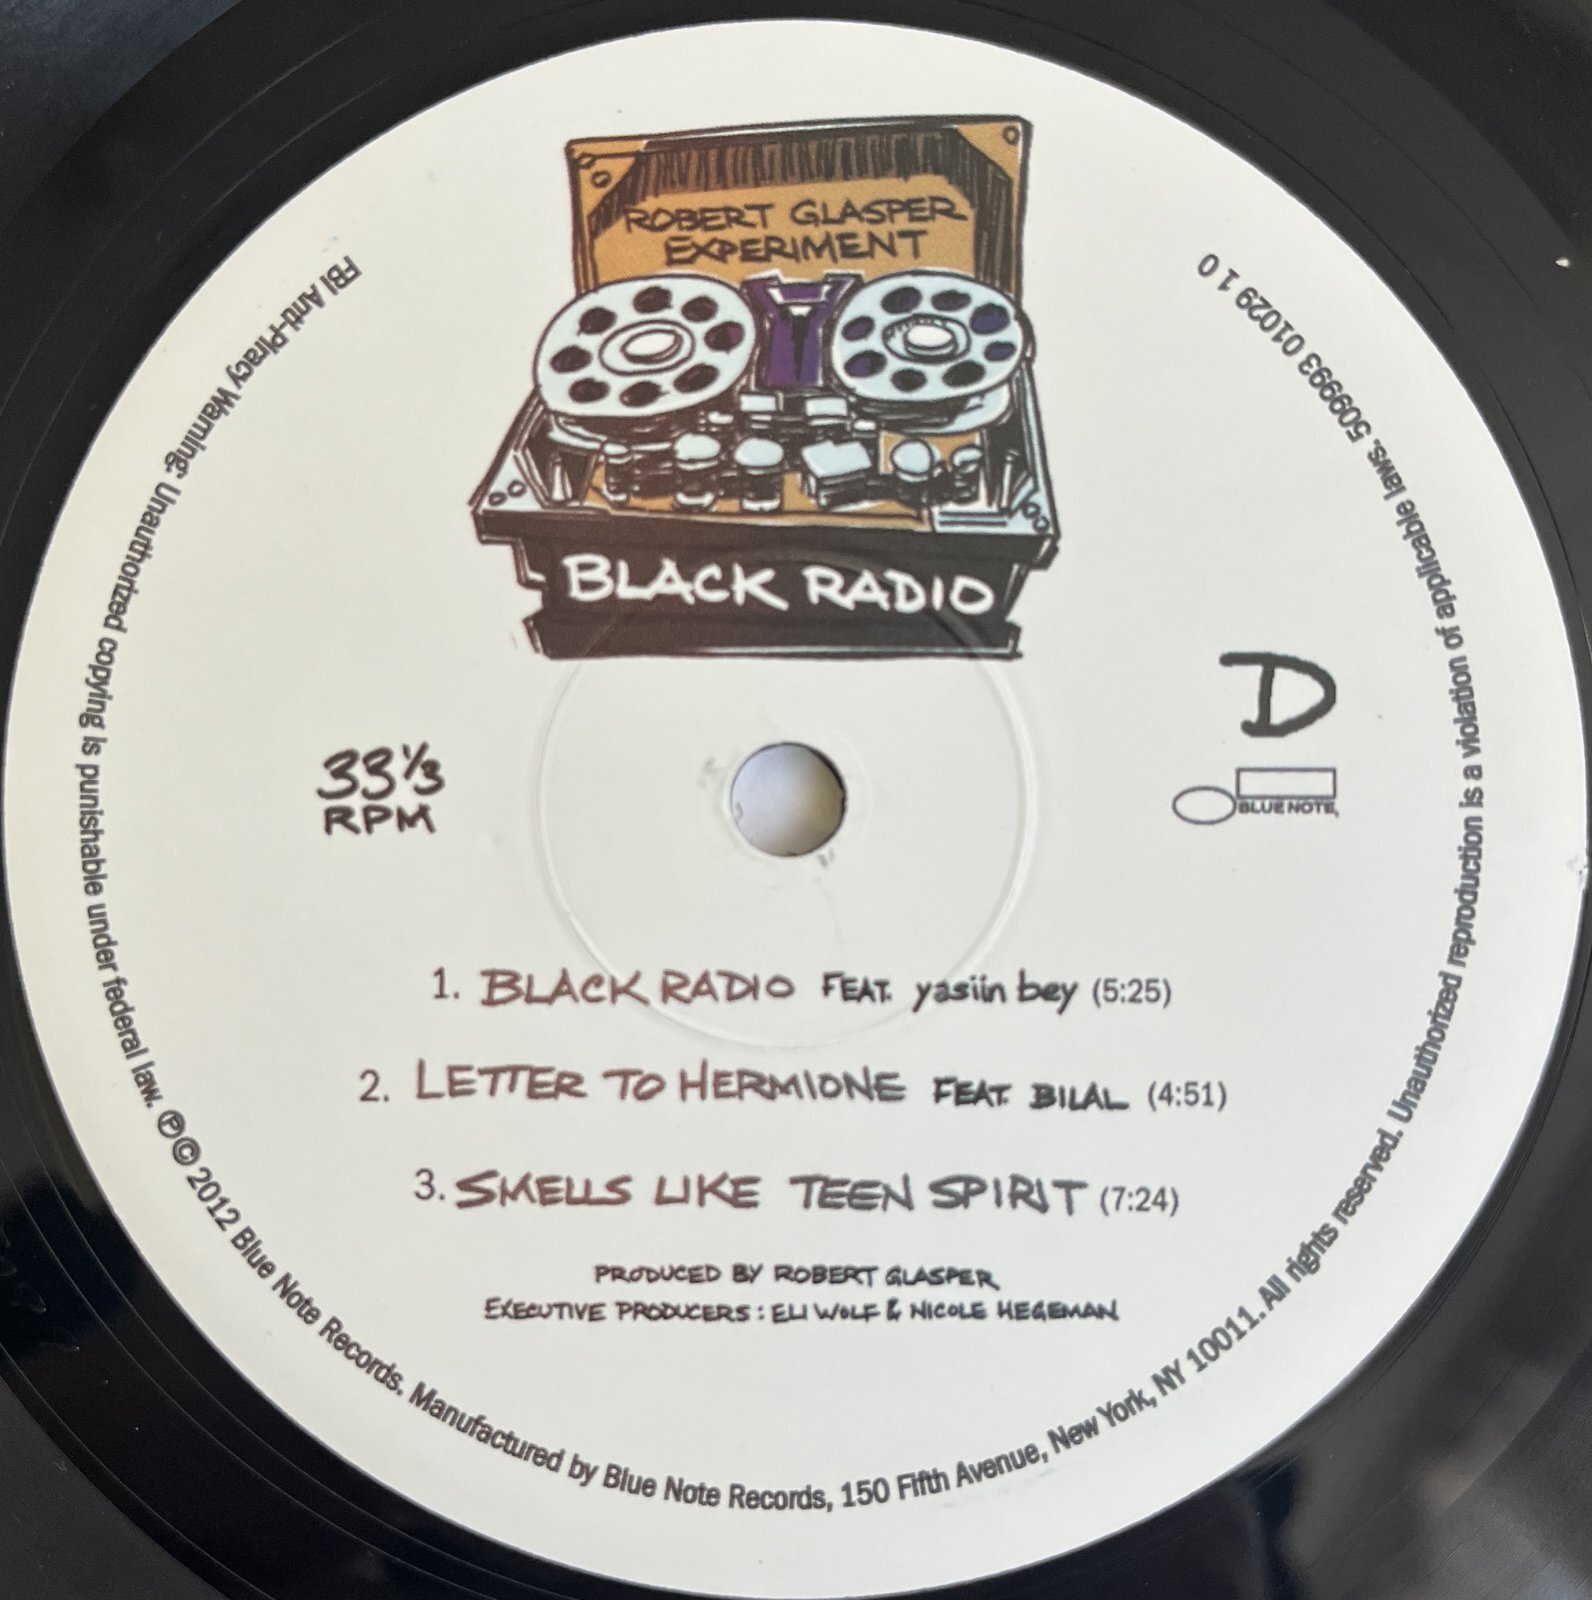 ROBERT GLASPER
EXPERIMENT
BLACK RADIO
D
33 1/3
RPM
BLUE NOTE
1. BLACK RADIO FEAT. yasiin bey (5:25)
2. LETTER TO HERMIONE FEAT. BILAL (4:51)
3. SMELLS LIKE TEEN SPIRIT (7:24)
PRODUCED BY ROBERT GLASPER
EXECUTIVE PRODUCERS: ELI WOLF & NICOLE HEGEMAN
FBI Anti-Piracy Warning: Unauthorized copying is punishable under federal law. ℗© 2012 Blue Note Records. Manufactured by Blue Note Records, 150 Fifth Avenue, New York, NY 10011. All rights reserved. Unauthorized reproduction is a violation of applicable laws. 509993 01029 1 0